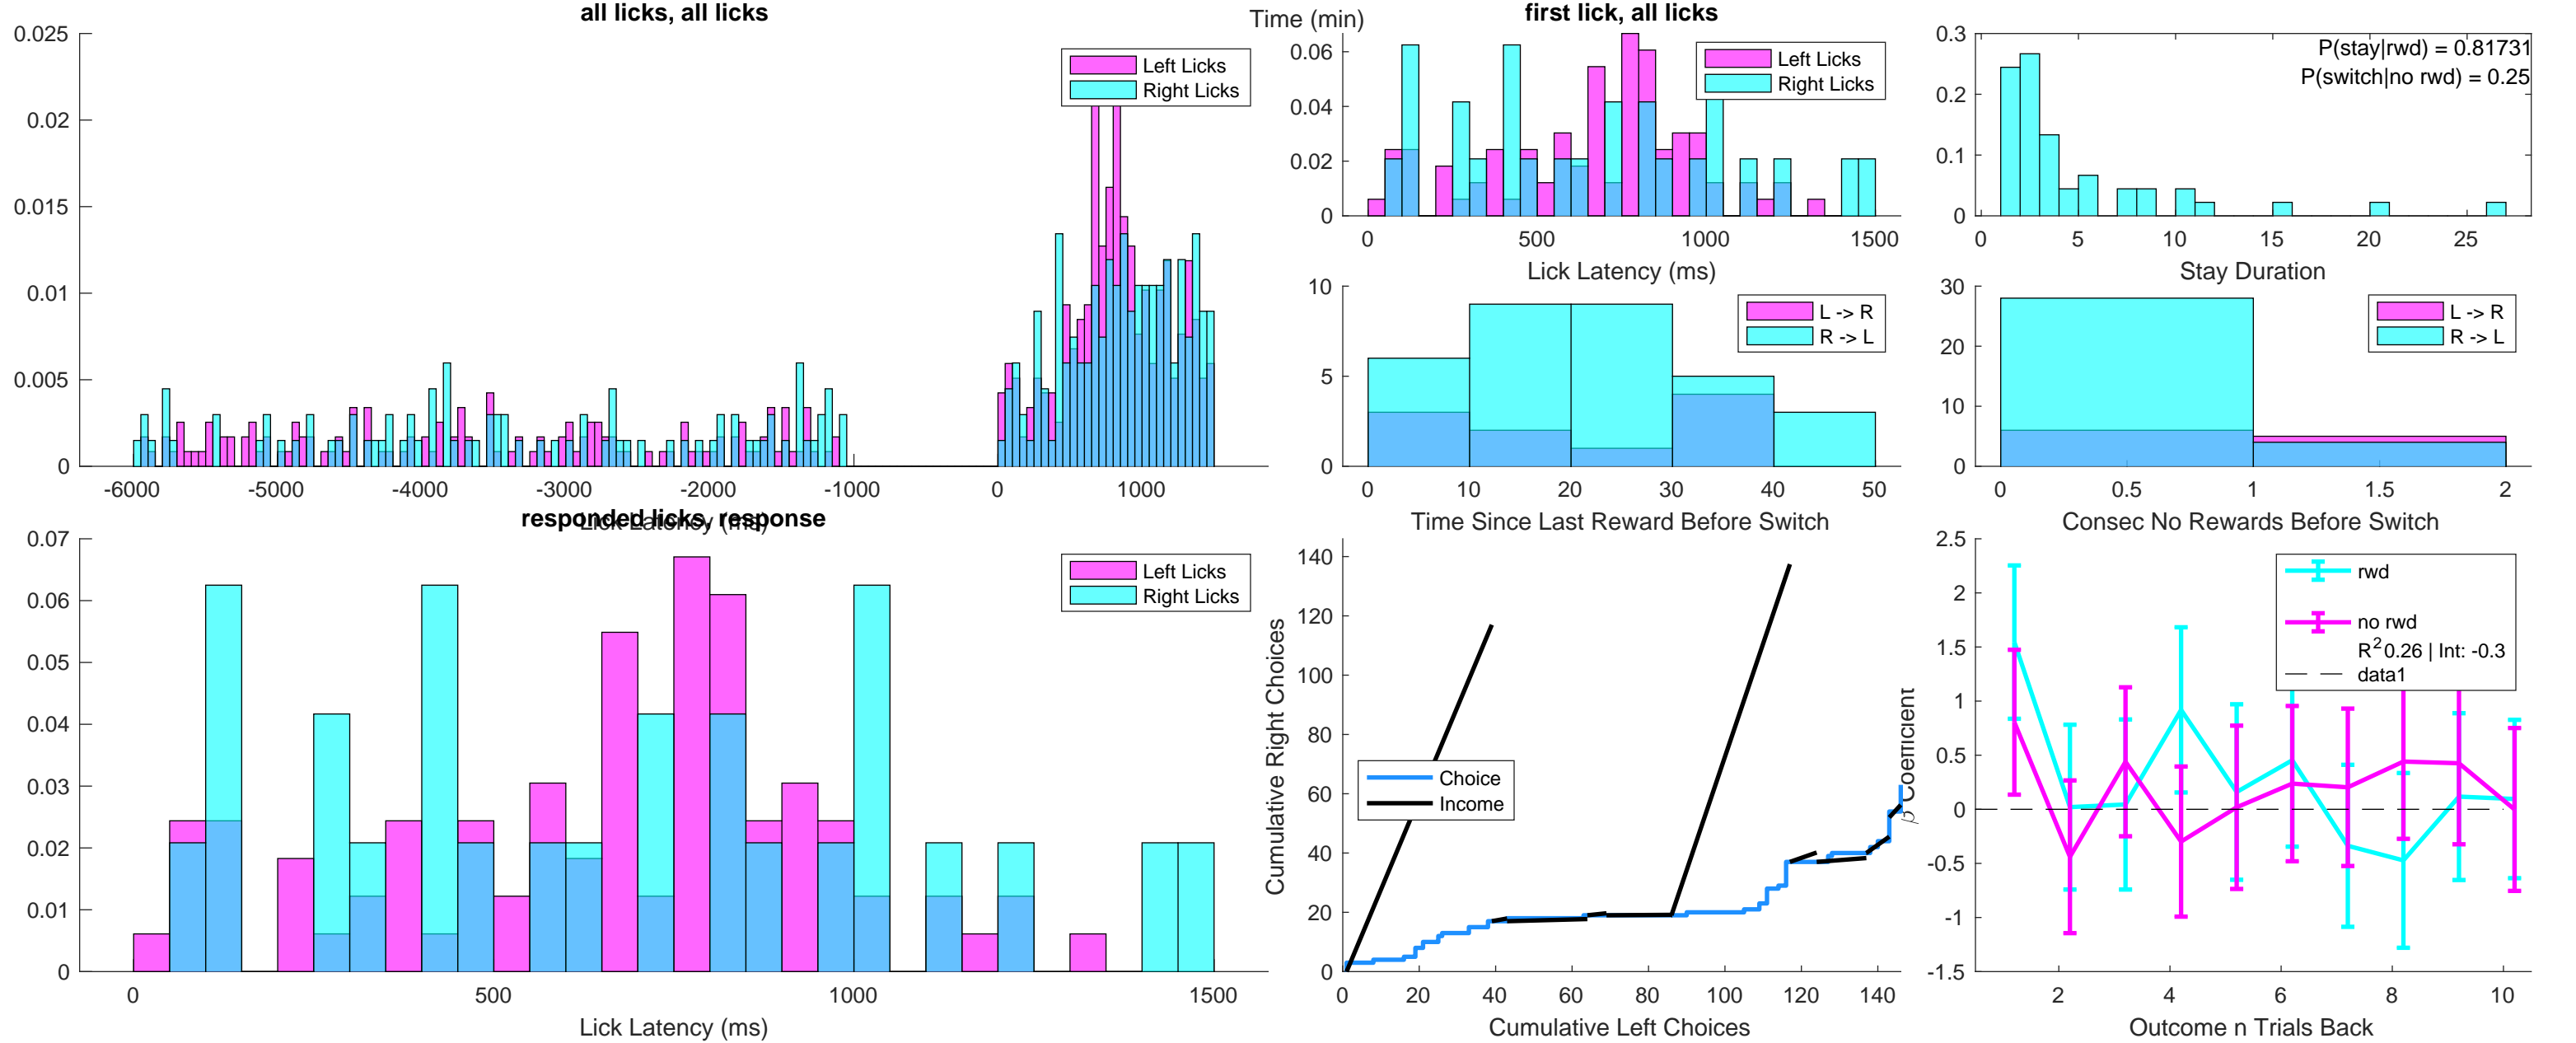 all licks, all licks
0.025
0.02
0.015
0.01
0.005
0
-6000 -5000 -4000 -3000 -2000 -1000 0 1000
Lick Latency (ms)
Left Licks
Right Licks
Time (min)
first lick, all licks
0.06
0.04
0.02
0
0 500 1000 1500
Lick Latency (ms)
Left Licks
Right Licks
0.3
0.2
0.1
0
0 5 10 15 20 25
Stay Duration
P(stay|rwd) = 0.81731
P(switch|no rwd) = 0.25
10
5
0
0 10 20 30 40 50
Time Since Last Reward Before Switch
L -> R
R -> L
30
20
10
0
0 0.5 1 1.5 2
Consec No Rewards Before Switch
L -> R
R -> L
responded licks, response
0.07
0.06
0.05
0.04
0.03
0.02
0.01
0
0 500 1000 1500
Lick Latency (ms)
Left Licks
Right Licks
Cumulative Right Choices
140
120
100
80
60
40
20
0
0 20 40 60 80 100 120 140
Cumulative Left Choices
Choice
Income
β Coefficient
2.5
2
1.5
1
0.5
0
-0.5
-1
-1.5
2 4 6 8 10
Outcome n Trials Back
rwd
no rwd
R² 0.26 | Int: -0.3
data1